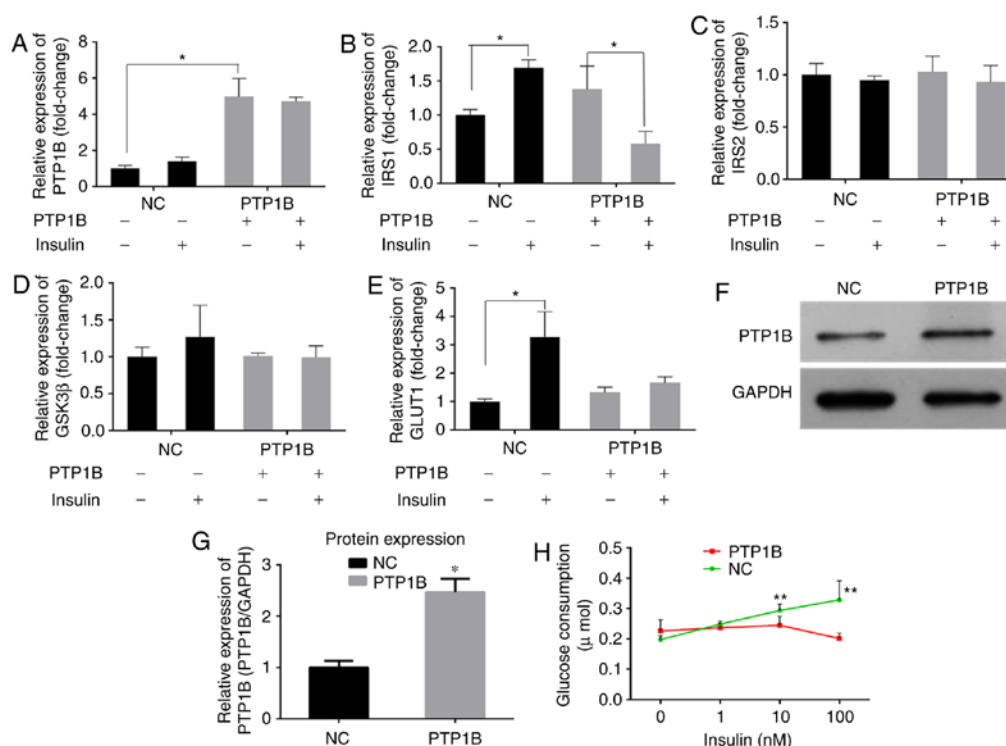 A
Relative expression of
PTP1B (fold-change)
8
6
4
2
0
*
NC
PTP1B
PTP1B
– – + +
Insulin
– + – +
B
Relative expression of
IRS1 (fold-change)
2.0
1.5
1.0
0.5
0.0
*
*
NC
PTP1B
PTP1B
– – + +
Insulin
– + – +
C
Relative expression of
IRS2 (fold-change)
1.5
1.0
0.5
0.0
NC
PTP1B
PTP1B
– – + +
Insulin
– + – +
D
Relative expression of
GSK3β (fold-change)
2.0
1.5
1.0
0.5
0.0
NC
PTP1B
PTP1B
– – + +
Insulin
– + – +
E
Relative expression of
GLUT1 (fold-change)
5
4
3
2
1
0
*
NC
PTP1B
PTP1B
– – + +
Insulin
– + – +
F
NC
PTP1B
PTP1B
GAPDH
G
Protein expression
NC
PTP1B
Relative expression of
PTP1B (PTP1B/GAPDH)
3
2
1
0
*
NC
PTP1B
H
PTP1B
NC
Glucose consumption
(μ mol)
0.5
0.4
0.3
0.2
0.1
0.0
**
**
0 1 10 100
Insulin (nM)